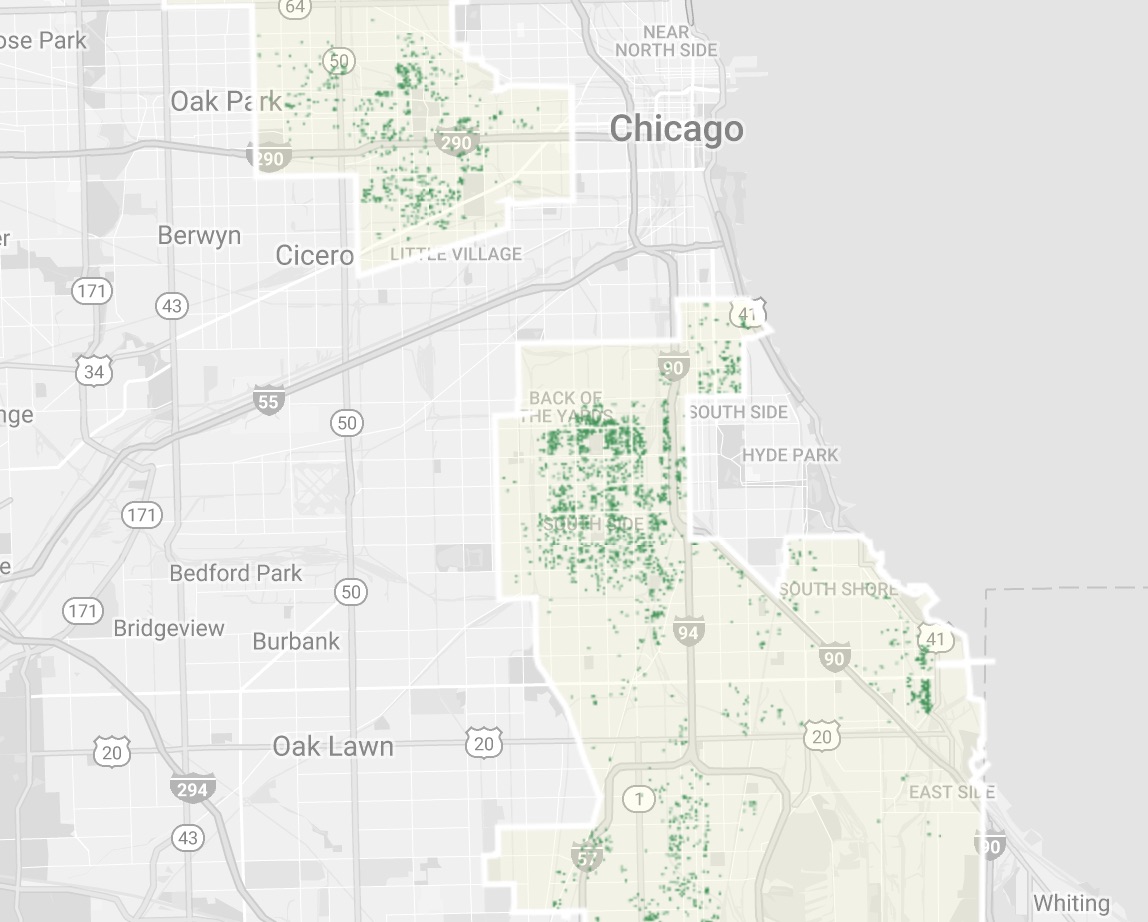 64
NEAR
NORTH SIDE
ose Park
50
Oak Park
Chicago
290
290
Berwyn
Cicero
LITTLE VILLAGE
er
171
43
41
34
90
55
BACK OF
THE YARDS
SOUTH SIDE
nge
50
HYDE PARK
171
SOUTH SIDE
e
Bedford Park
50
SOUTH SHORE
171
Bridgeview
Burbank
94
41
90
20
Oak Lawn
20
20
294
1
EAST SIDE
43
57
90
Whiting